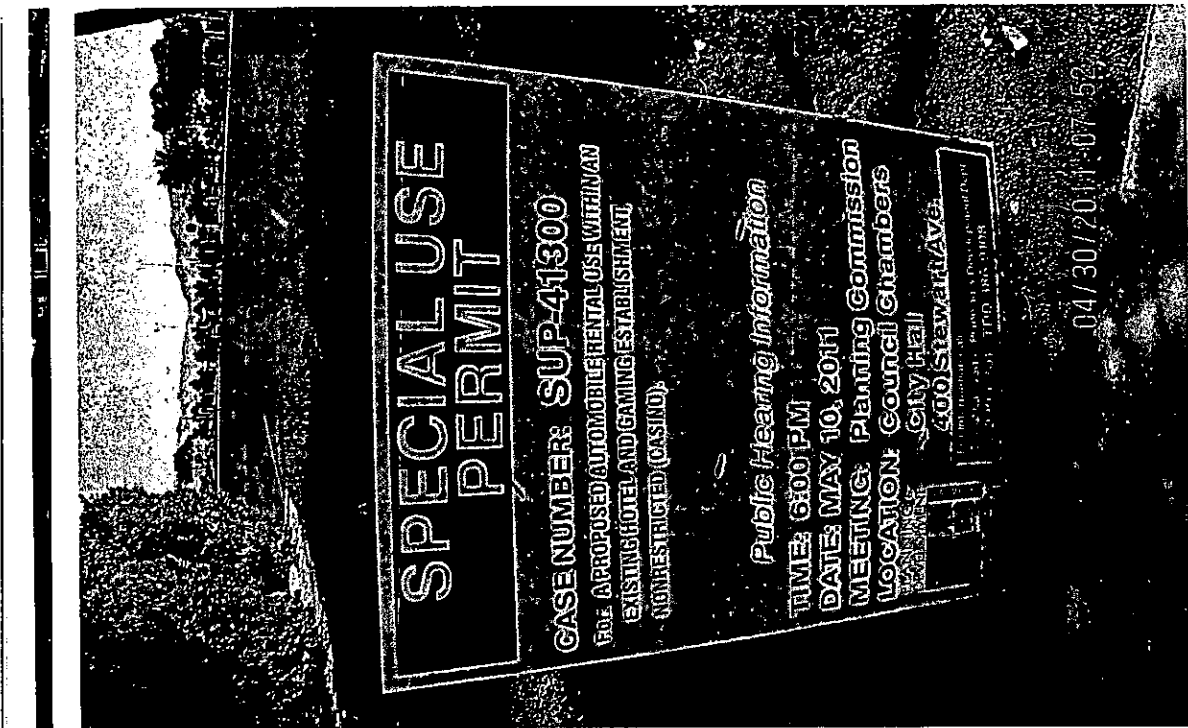 SPECIAL USE
PERMIT
CASE NUMBER: SUP-41300
FOR: A PROPOSED AUTOMOBILE RENTAL USE WITHIN AN
EXISTING HOTEL AND GAMING ESTABLISHMENT,
NONRESTRICTED (CASINO).
Public Hearing Information
TIME: 6:00 PM
DATE: MAY 10, 2011
MEETING: Planning Commission
LOCATION: Council Chambers
City Hall
400 Stewart Ave.
04/30/2011 07:52